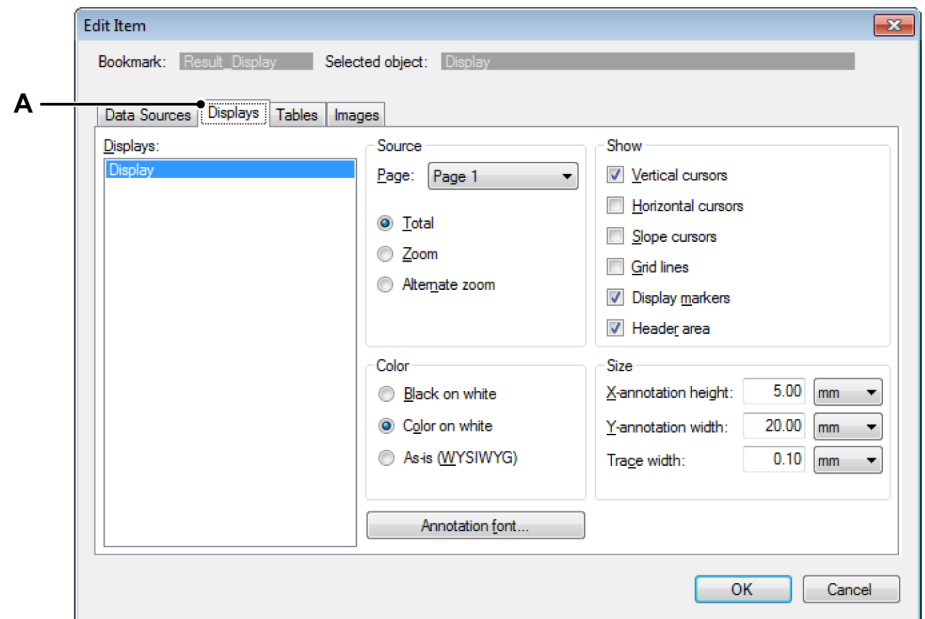 Edit Item
Bookmark: Result_Display Selected object: Display
A
Data Sources Displays Tables Images
Displays:
Display
Source
Page: Page 1
Total
Zoom
Alternate zoom
Show
Vertical cursors
Horizontal cursors
Slope cursors
Grid lines
Display markers
Header area
Color
Black on white
Color on white
As-is (WYSIWYG)
Size
X-annotation height: 5.00 mm
Y-annotation width: 20.00 mm
Trace width: 0.10 mm
Annotation font...
OK Cancel